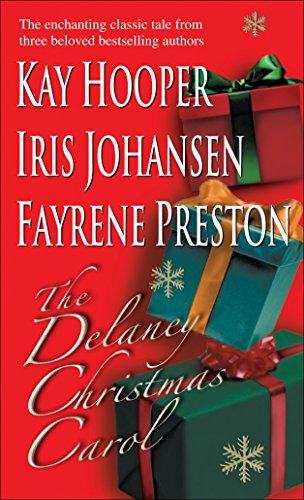 The enchanting classic tale from
three beloved bestselling authors
KAY HOOPER
IRIS JOHANSEN
FAYRENE PRESTON
The
Delaney
Christmas
Carol